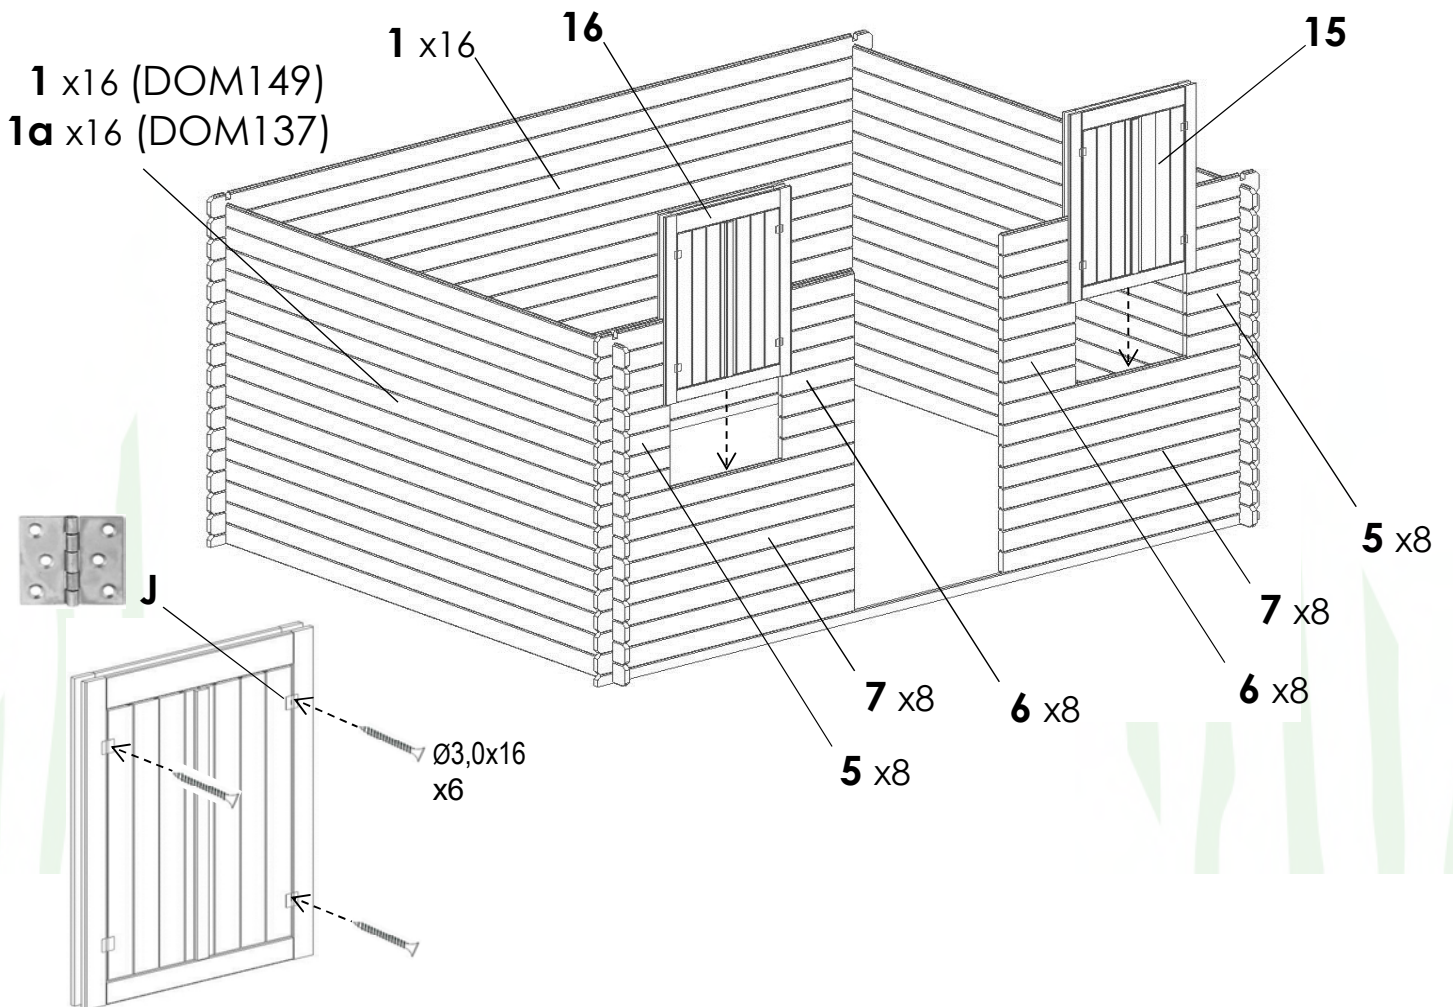 1 x16
16
15
1 x16 (DOM149)
1a x16 (DOM137)
5 x8
7 x8
6 x8
6 x8
7 x8
5 x8
J
Ø3,0x16
x6